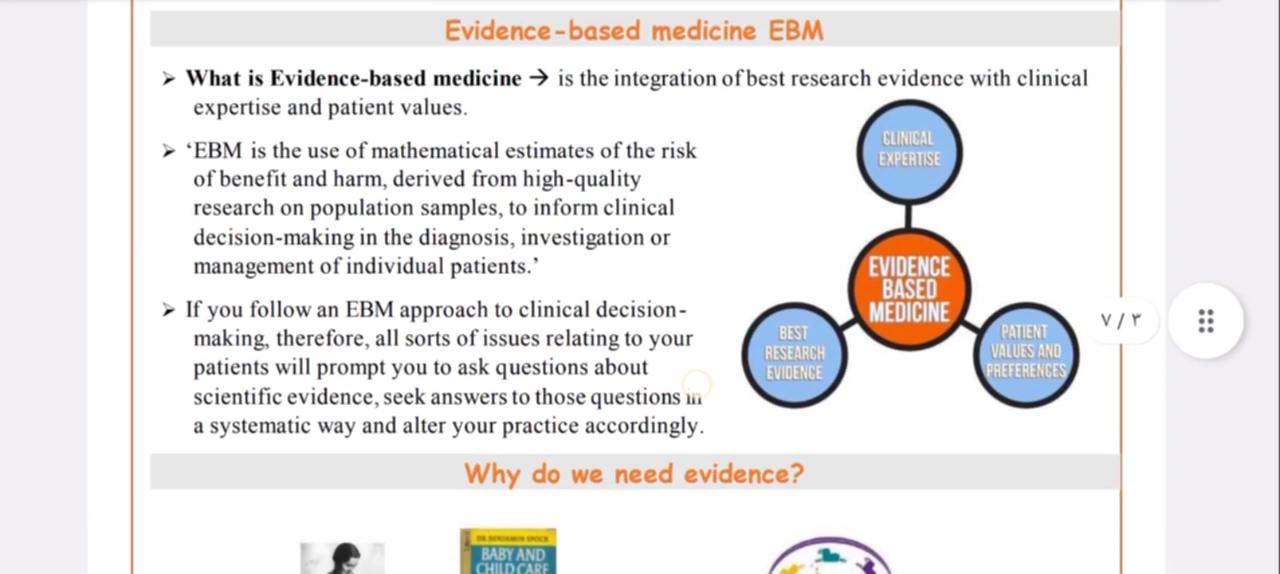 Evidence-based medicine EBM
➢ What is Evidence-based medicine → is the integration of best research evidence with clinical
expertise and patient values.
➢ ‘EBM is the use of mathematical estimates of the risk
of benefit and harm, derived from high-quality
research on population samples, to inform clinical
decision-making in the diagnosis, investigation or
management of individual patients.’
➢ If you follow an EBM approach to clinical decision-
making, therefore, all sorts of issues relating to your
patients will prompt you to ask questions about
scientific evidence, seek answers to those questions in
a systematic way and alter your practice accordingly.
CLINICAL
EXPERTISE
EVIDENCE
BASED
MEDICINE
BEST
RESEARCH
EVIDENCE
PATIENT
VALUES AND
PREFERENCES
٧ / ٣
Why do we need evidence?
DR. BENJAMIN SPOCK
BABY AND
CHILD CARE